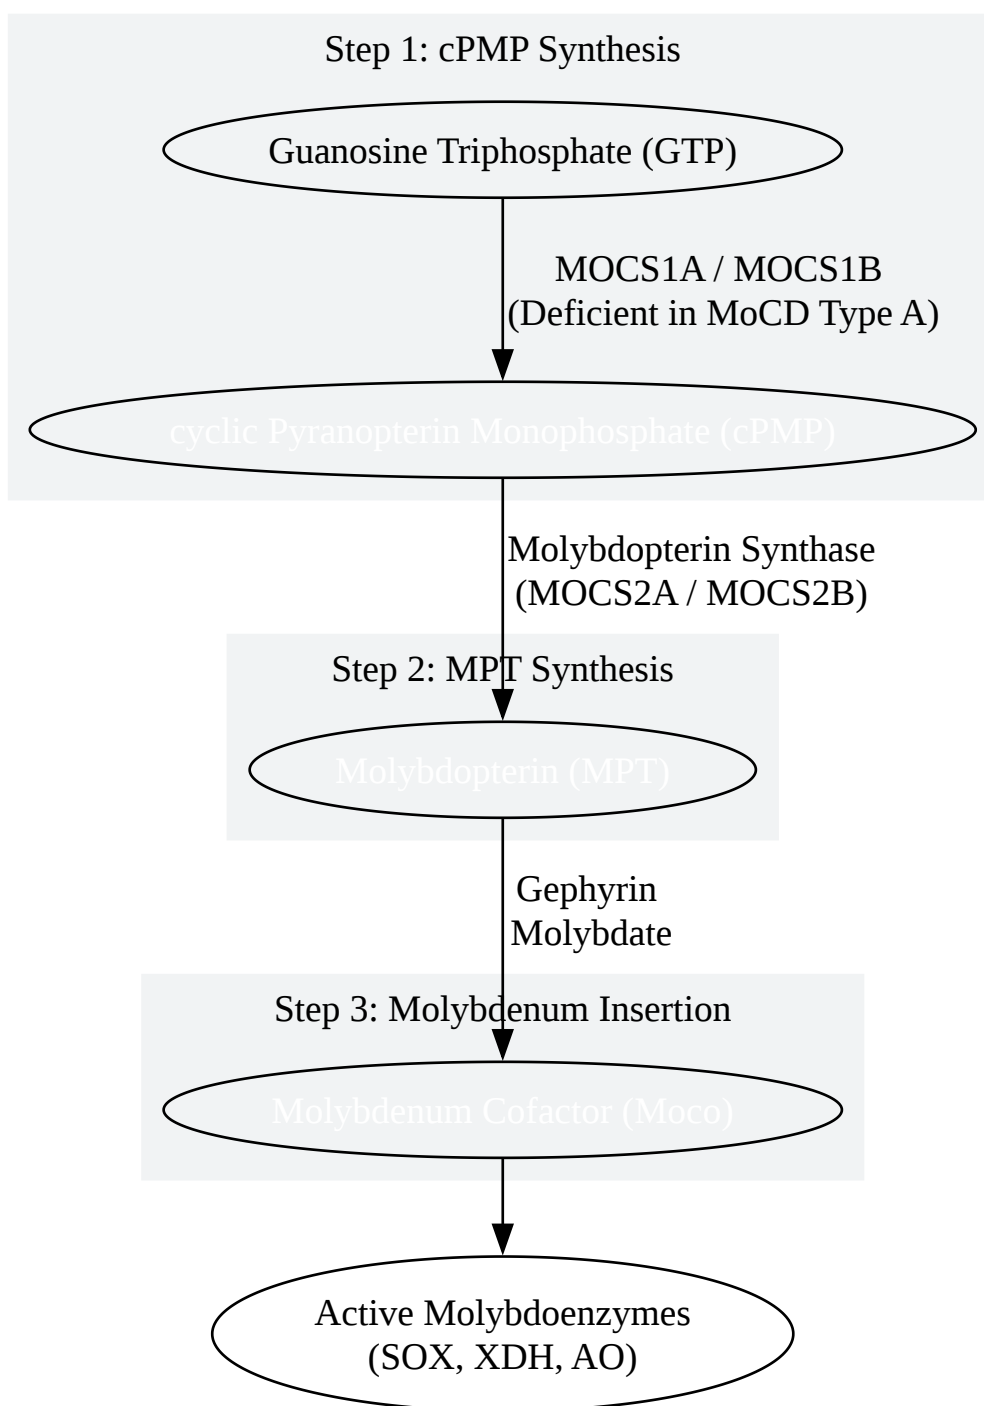 Step 1: cPMP Synthesis
Guanosine Triphosphate (GTP)
MOCS1A / MOCS1B
(Deficient in MoCD Type A)
cyclic Pyranopterin Monophosphate (cPMP)
Molybdopterin Synthase
(MOCS2A / MOCS2B)
Step 2: MPT Synthesis
Molybdopterin (MPT)
Gephyrin
Molybdate
Step 3: Molybdenum Insertion
Molybdenum Cofactor (Moco)
Active Molybdoenzymes
(SOX, XDH, AO)